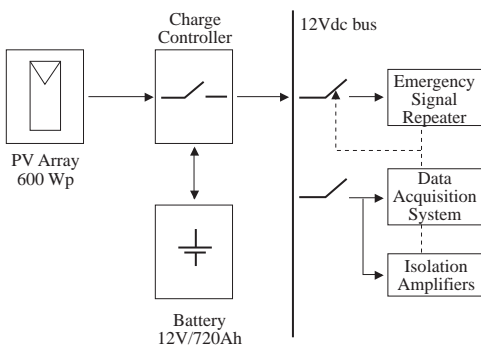 Charge
Controller
12Vdc bus
PV Array
600 Wp
Emergency
Signal
Repeater
Data
Acquisition
System
Isolation
Amplifiers
Battery
12V/720Ah